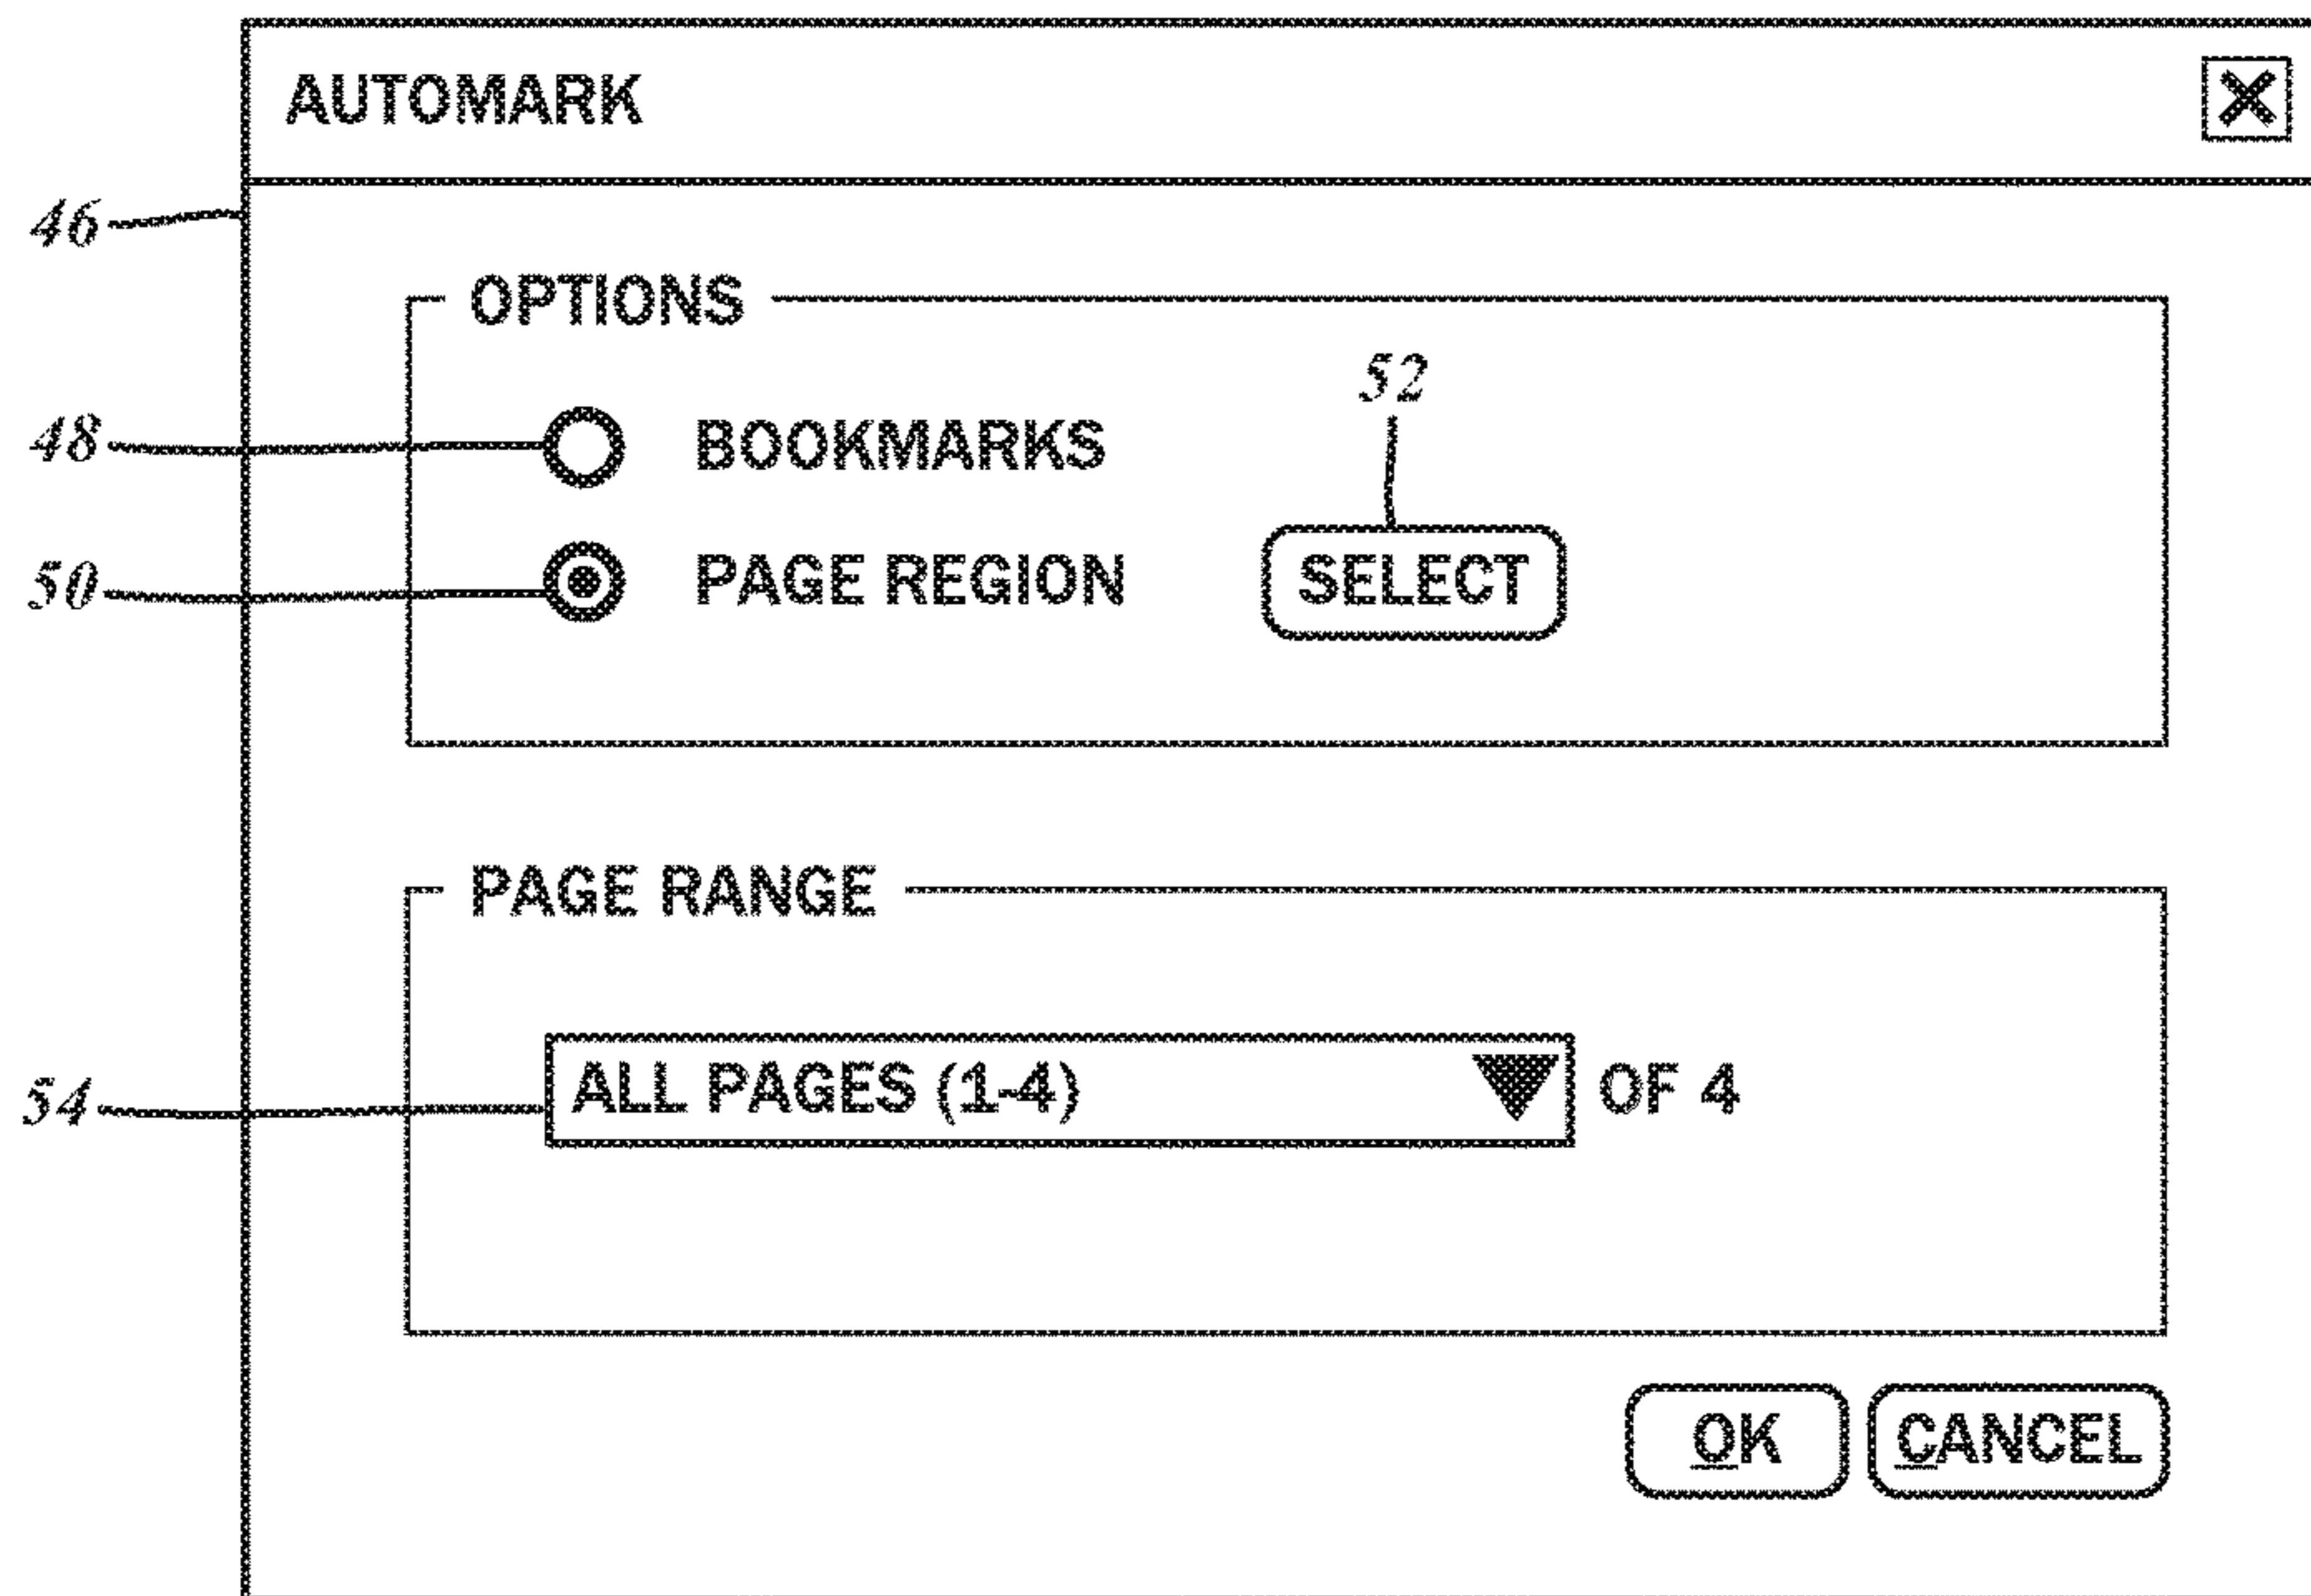 AUTOMARK
46
OPTIONS
52
48 BOOKMARKS
50 PAGE REGION SELECT
PAGE RANGE
54 ALL PAGES (1-4) OF 4
OK CANCEL